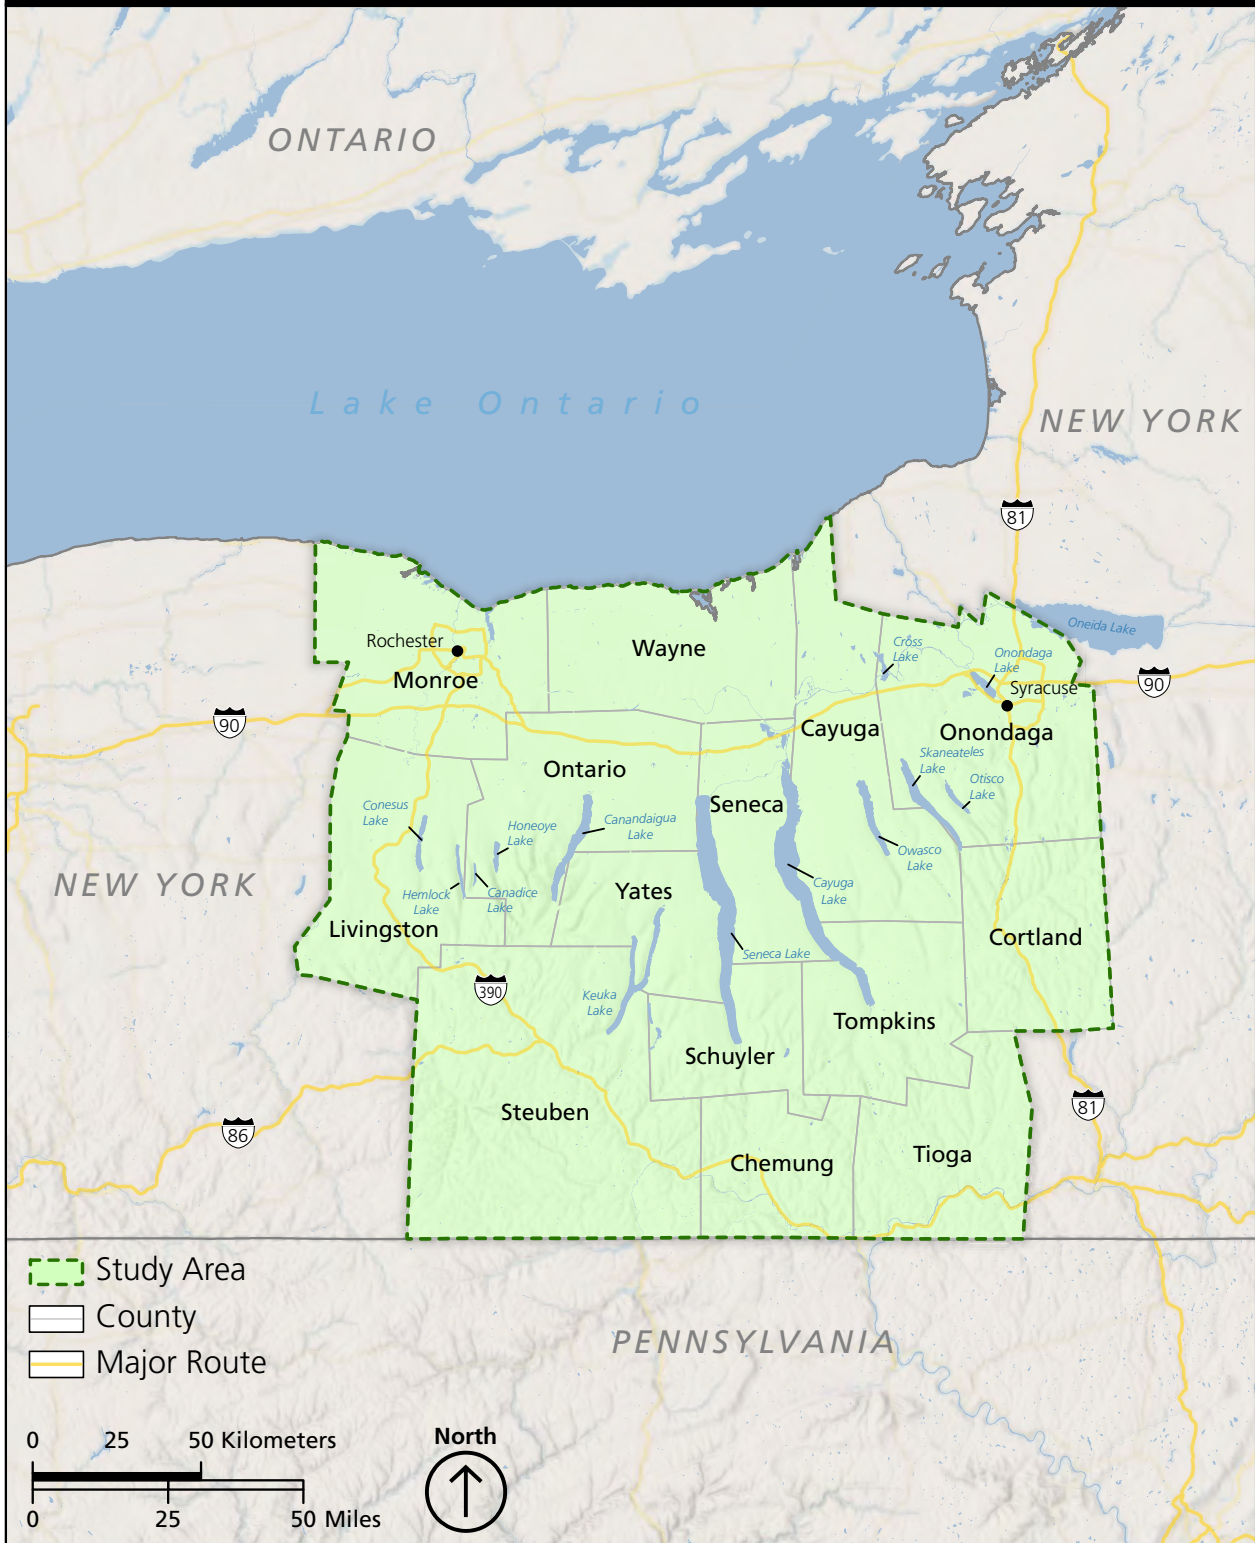 ONTARIO
Lake Ontario
NEW YORK
81
Oneida Lake
Rochester
Wayne
Cross
Lake
Onondaga
Lake
Monroe
Syracuse
90
90
Cayuga
Onondaga
Skaneateles
Lake
Ontario
Otisco
Lake
Seneca
Conesus
Lake
Honeoye
Lake
Canandaigua
Lake
Owasco
Lake
NEW YORK
Hemlock
Lake
Canadice
Lake
Yates
Cayuga
Lake
Livingston
Cortland
Seneca Lake
390
Keuka
Lake
Tompkins
Schuyler
Steuben
81
86
Chemung
Tioga
Study Area
County
Major Route
PENNSYLVANIA
0 25 50 Kilometers
0 25 50 Miles
North